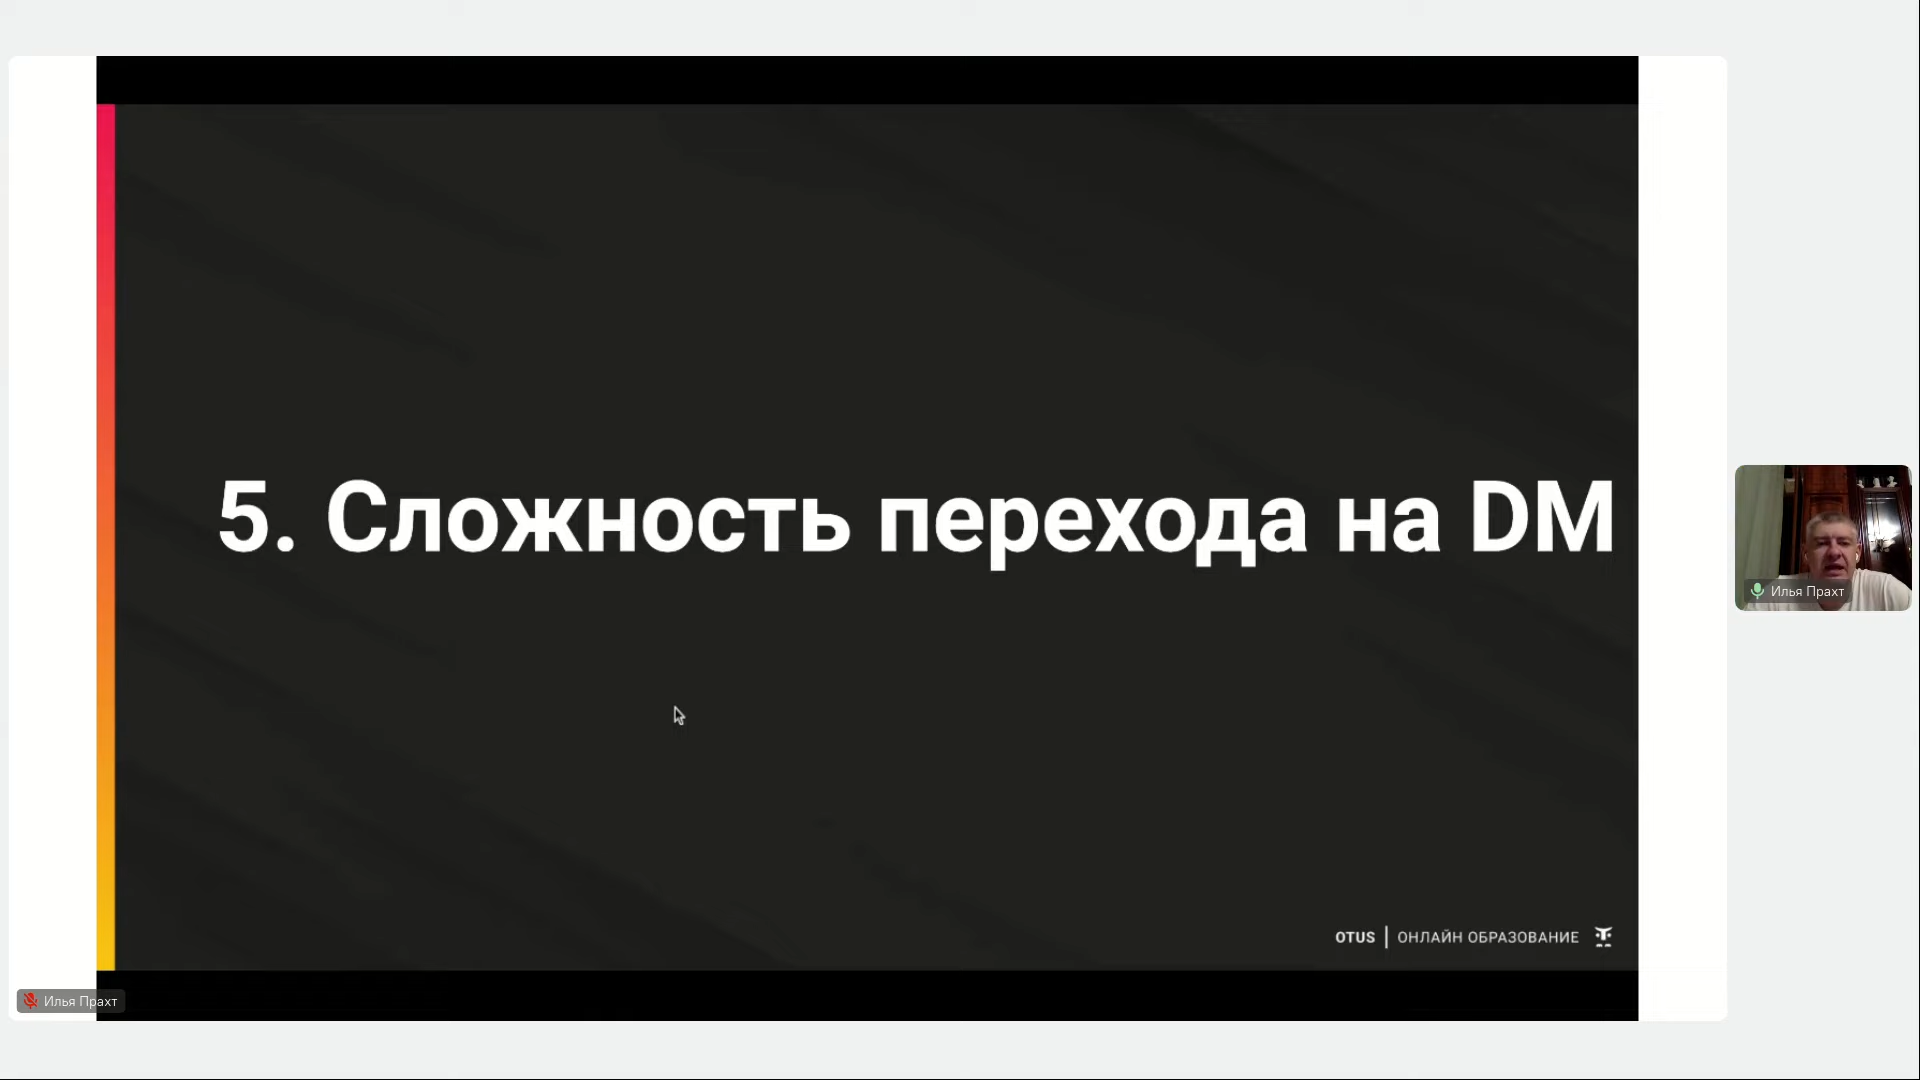 5. Сложность перехода на DM
OTUS | ОНЛАЙН ОБРАЗОВАНИЕ
Илья Прахт
Илья Прахт